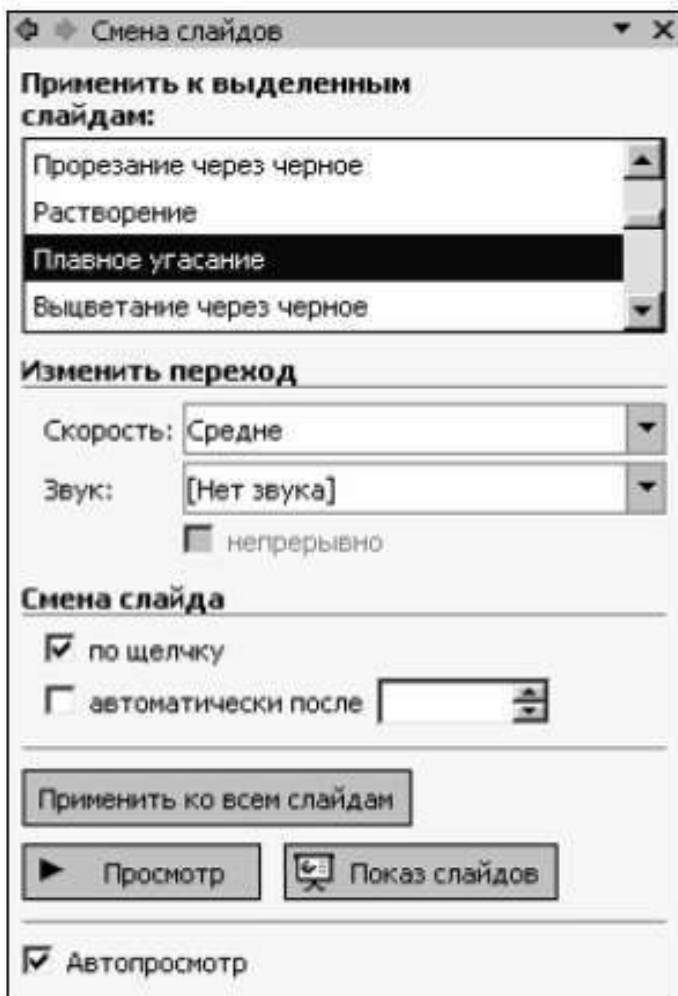 Смена слайдов
Применить к выделенным
слайдам:
Прорезание через черное
Растворение
Плавное угасание
Выцветание через черное
Изменить переход
Скорость: Средне
Звук: [Нет звука]
непрерывно
Смена слайда
по щелчку
автоматически после
Применить ко всем слайдам
Просмотр Показ слайдов
Автопросмотр